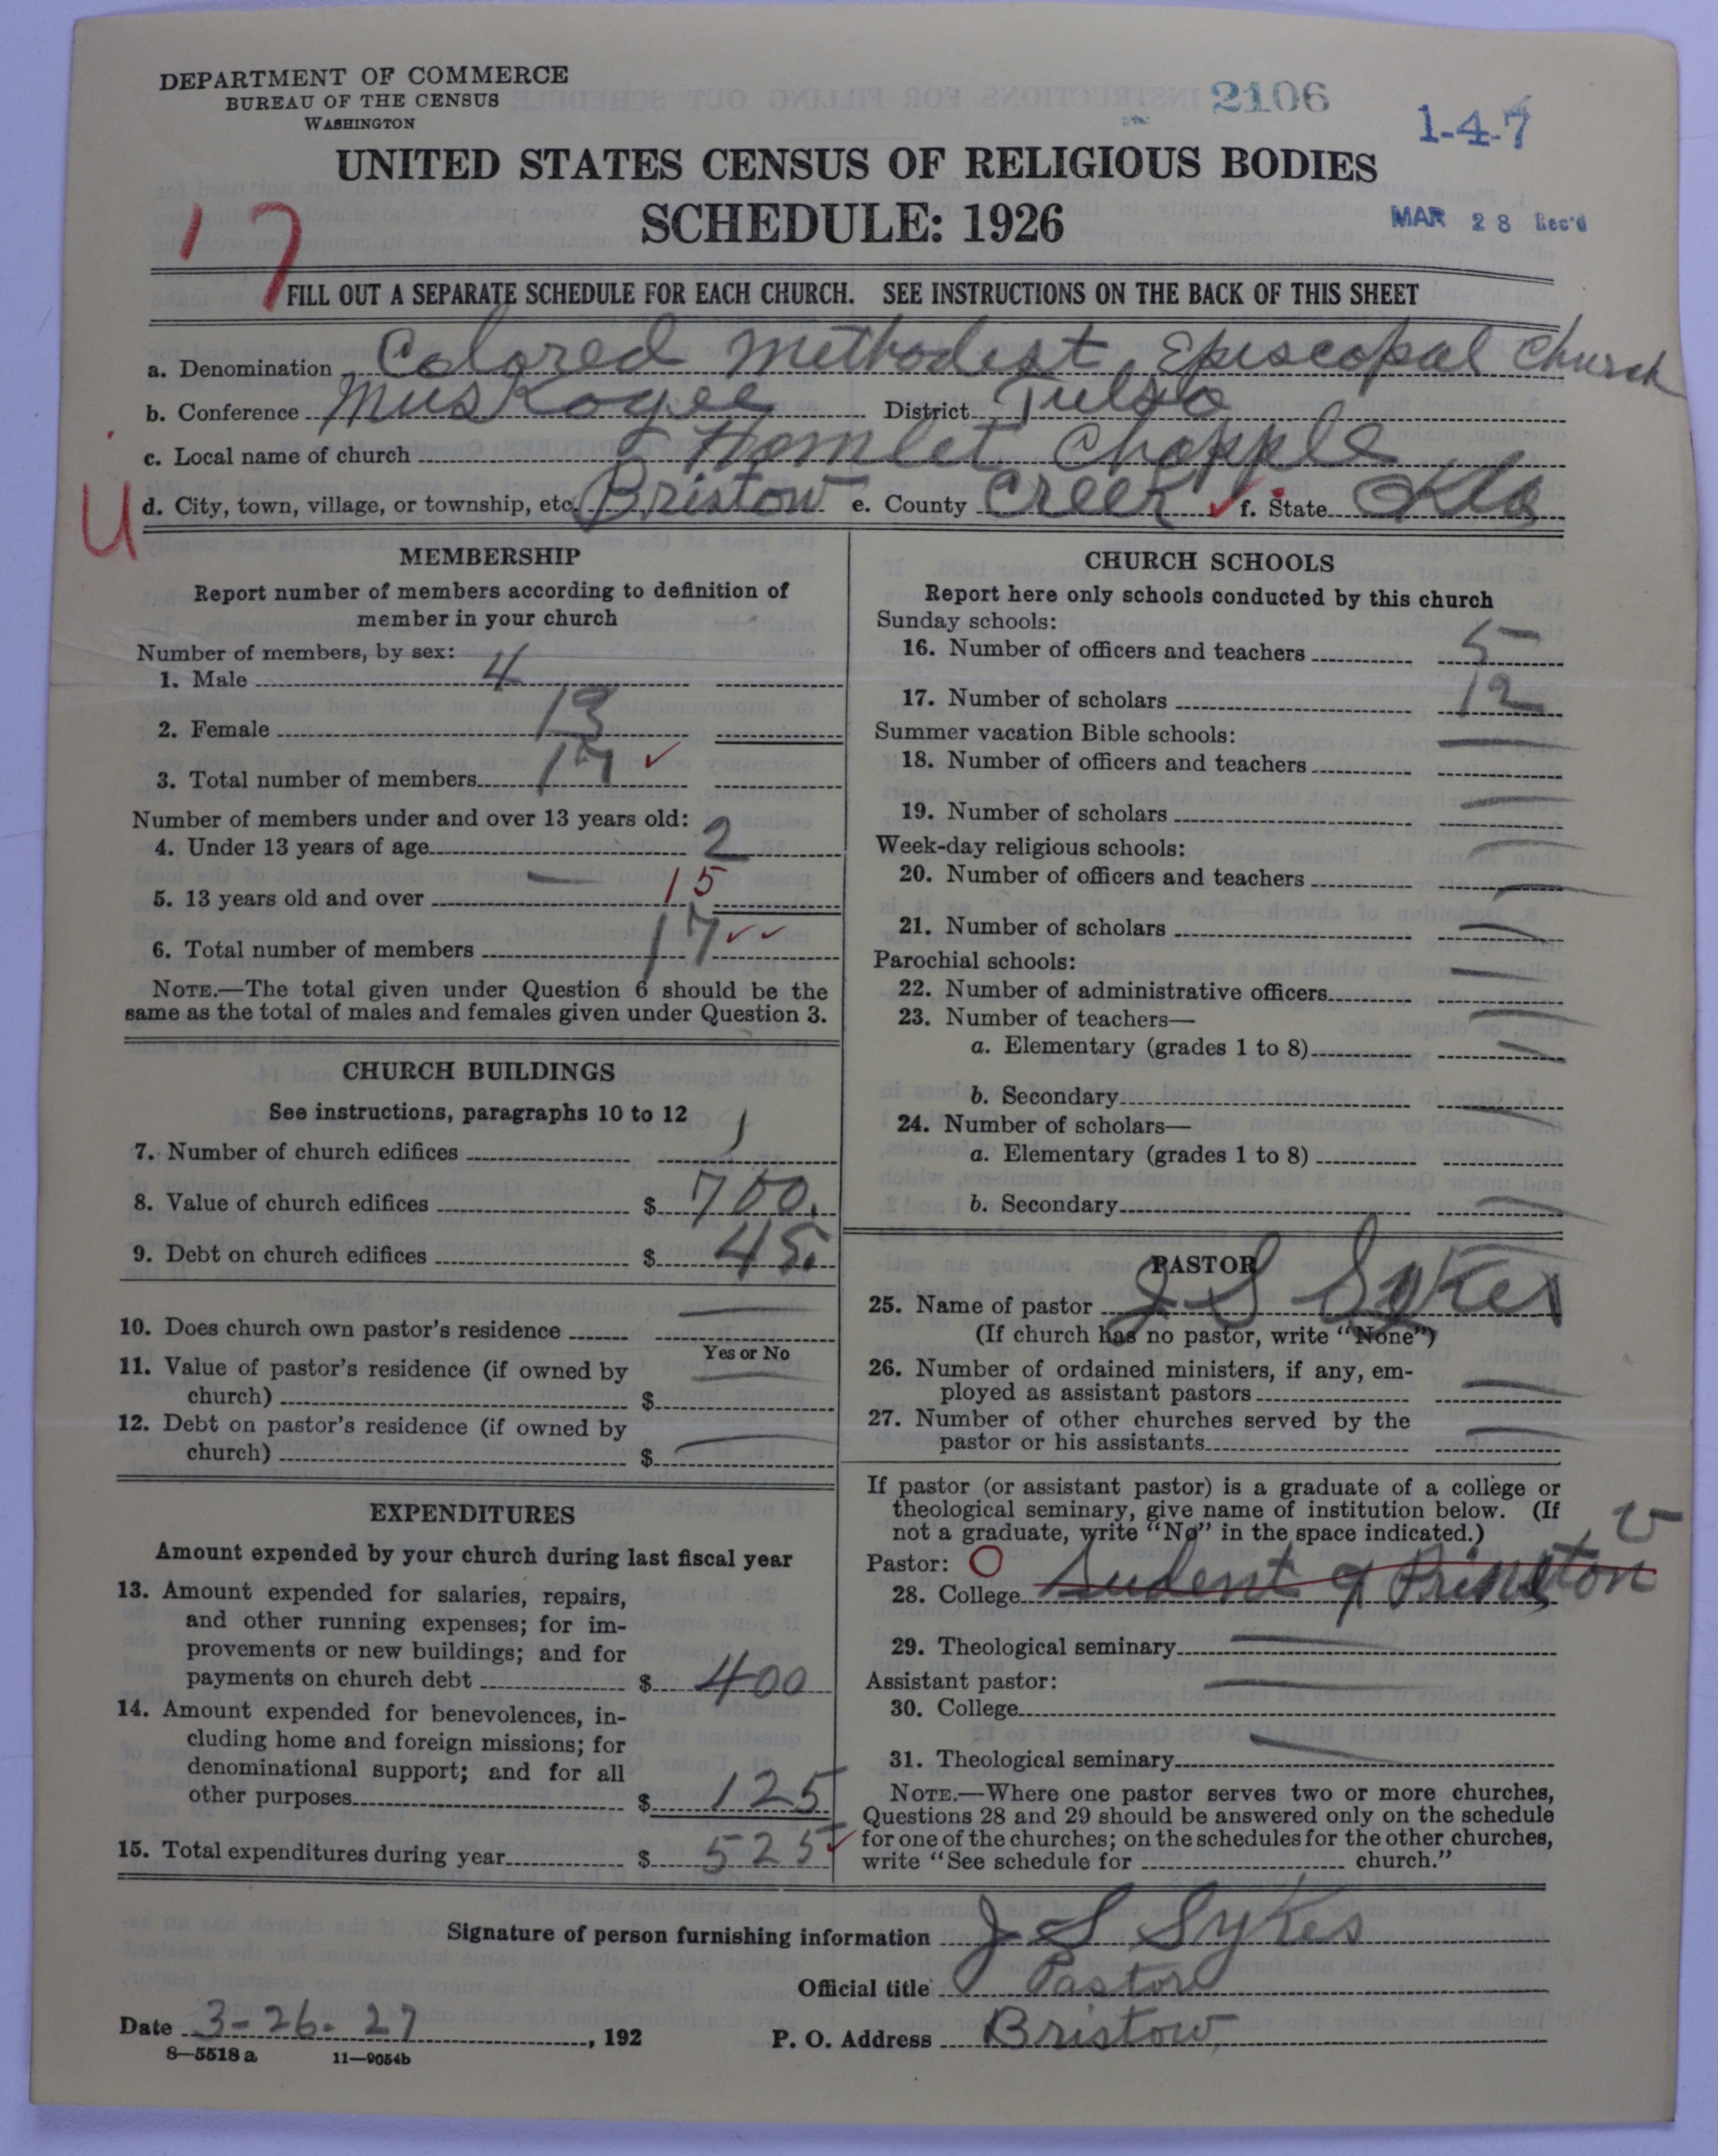 DEPARTMENT OF COMMERCE
BUREAU OF THE CENSUS
WASHINGTON
2106
1-4-7
UNITED STATES CENSUS OF RELIGIOUS BODIES
SCHEDULE: 1926
MAR 28 Rec'd
17
FILL OUT A SEPARATE SCHEDULE FOR EACH CHURCH. SEE INSTRUCTIONS ON THE BACK OF THIS SHEET
a. Denomination Colored Methodist Episcopal Church
b. Conference Muskogee District Tulsa
c. Local name of church Hamlet Chapple
U d. City, town, village, or township, etc. Bristow e. County Creek f. State Okla
MEMBERSHIP
Report number of members according to definition of
member in your church
Number of members, by sex:
1. Male 4
2. Female 13
3. Total number of members 17
Number of members under and over 13 years old:
4. Under 13 years of age 2
5. 13 years old and over 15
6. Total number of members 17
NOTE.—The total given under Question 6 should be the
same as the total of males and females given under Question 3.
CHURCH BUILDINGS
See instructions, paragraphs 10 to 12
7. Number of church edifices 1
8. Value of church edifices $ 700.
9. Debt on church edifices $ 45.
10. Does church own pastor's residence —
Yes or No
11. Value of pastor's residence (if owned by
church) $ —
12. Debt on pastor's residence (if owned by
church) $ —
EXPENDITURES
Amount expended by your church during last fiscal year
13. Amount expended for salaries, repairs,
and other running expenses; for im-
provements or new buildings; and for
payments on church debt $ 400
14. Amount expended for benevolences, in-
cluding home and foreign missions; for
denominational support; and for all
other purposes $ 125
15. Total expenditures during year $ 525
CHURCH SCHOOLS
Report here only schools conducted by this church
Sunday schools:
16. Number of officers and teachers 5
17. Number of scholars 12
Summer vacation Bible schools:
18. Number of officers and teachers —
19. Number of scholars —
Week-day religious schools:
20. Number of officers and teachers —
21. Number of scholars —
Parochial schools:
22. Number of administrative officers —
23. Number of teachers—
a. Elementary (grades 1 to 8) —
b. Secondary —
24. Number of scholars—
a. Elementary (grades 1 to 8) —
b. Secondary —
PASTOR
25. Name of pastor J S Sykes
(If church has no pastor, write "None")
26. Number of ordained ministers, if any, em-
ployed as assistant pastors —
27. Number of other churches served by the
pastor or his assistants —
If pastor (or assistant pastor) is a graduate of a college or
theological seminary, give name of institution below. (If
not a graduate, write "No" in the space indicated.)
Pastor: O
28. College Sudent of Prinston
29. Theological seminary —
Assistant pastor:
30. College —
31. Theological seminary —
NOTE.—Where one pastor serves two or more churches,
Questions 28 and 29 should be answered only on the schedule
for one of the churches; on the schedules for the other churches,
write "See schedule for ____ church."
Signature of person furnishing information J S Sykes
Official title Pastor
Date 3-26-27, 192
P. O. Address Bristow
8—5518 a 11—9054b